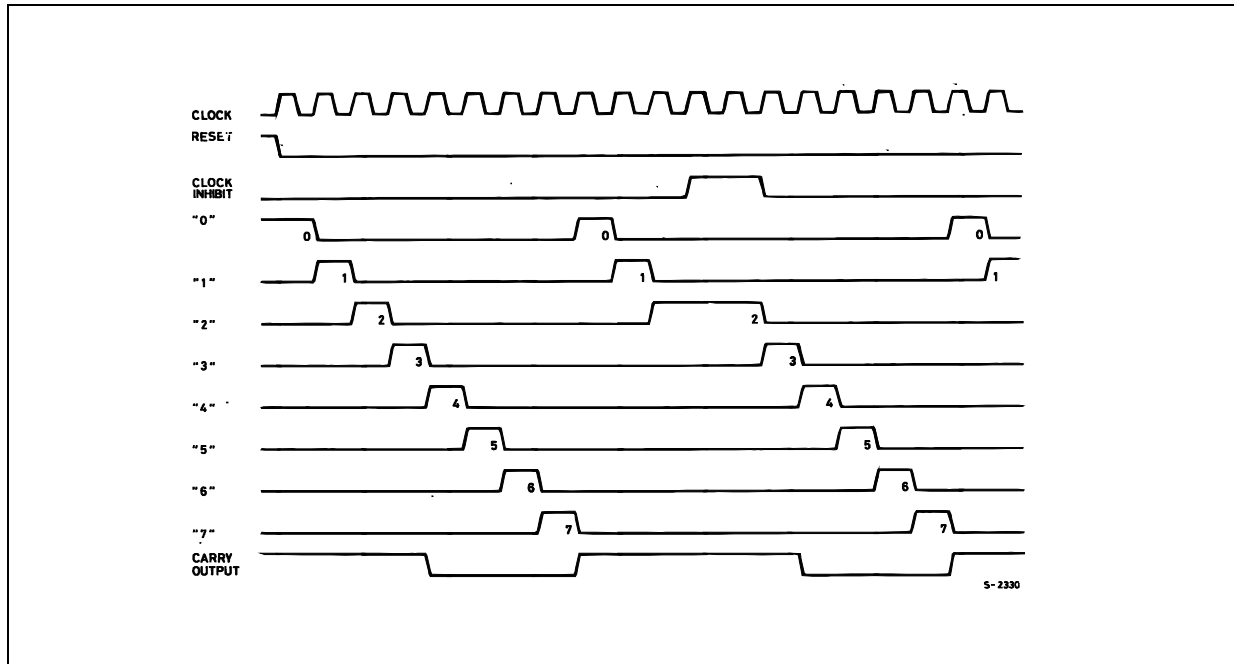 CLOCK
RESET
CLOCK
INHIBIT
"0" 0 0 0
"1" 1 1 1
"2" 2 2
"3" 3 3
"4" 4 4
"5" 5 5
"6" 6 6
"7" 7 7
CARRY
OUTPUT
S-2330